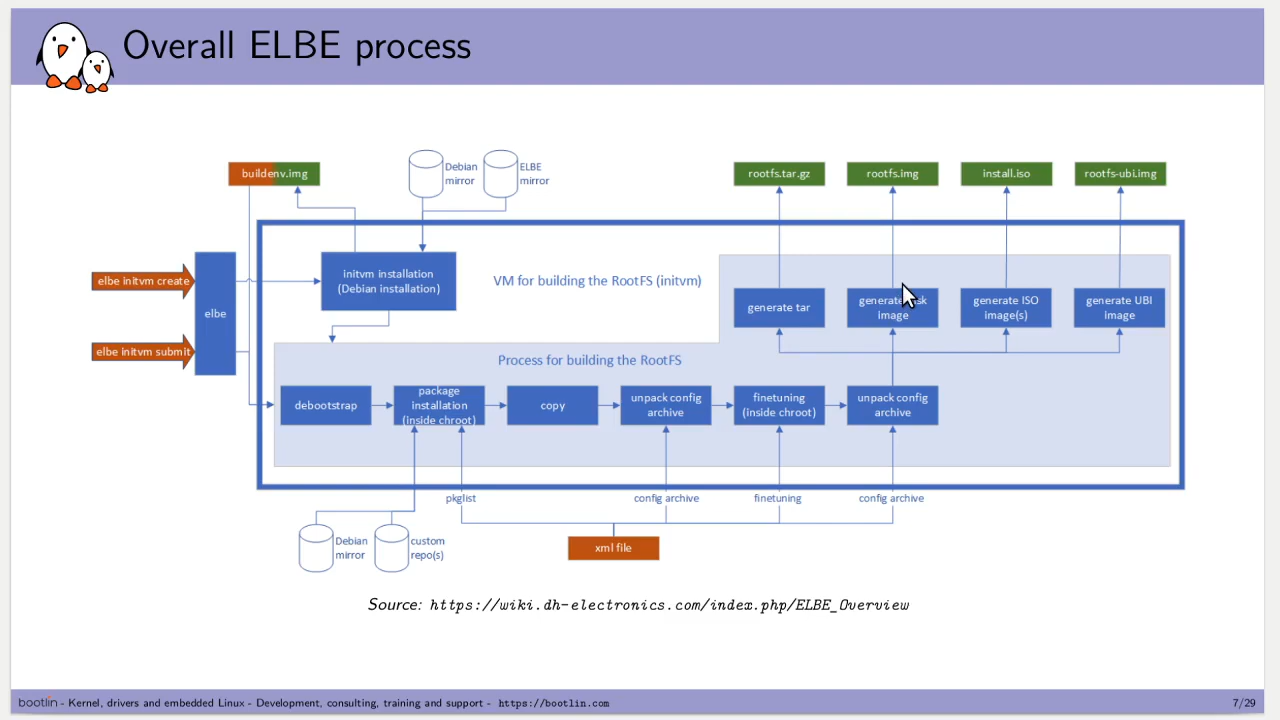 Overall ELBE process
buildenv.img
Debian
mirror
ELBE
mirror
rootfs.tar.gz
rootfs.img
install.iso
rootfs-ubi.img
elbe initvm create
elbe
elbe initvm submit
initvm installation
(Debian installation)
VM for building the RootFS (initvm)
generate tar
generate
image
generate ISO
image(s)
generate UBI
image
Process for building the RootFS
debootstrap
package
installation
(inside chroot)
copy
unpack config
archive
finetuning
(inside chroot)
unpack config
archive
pkglist
config archive
finetuning
config archive
Debian
mirror
custom
repo(s)
xml file
Source: https://wiki.dh-electronics.com/index.php/ELBE_Overview
bootlin - Kernel, drivers and embedded Linux - Development, consulting, training and support - https://bootlin.com
7/29